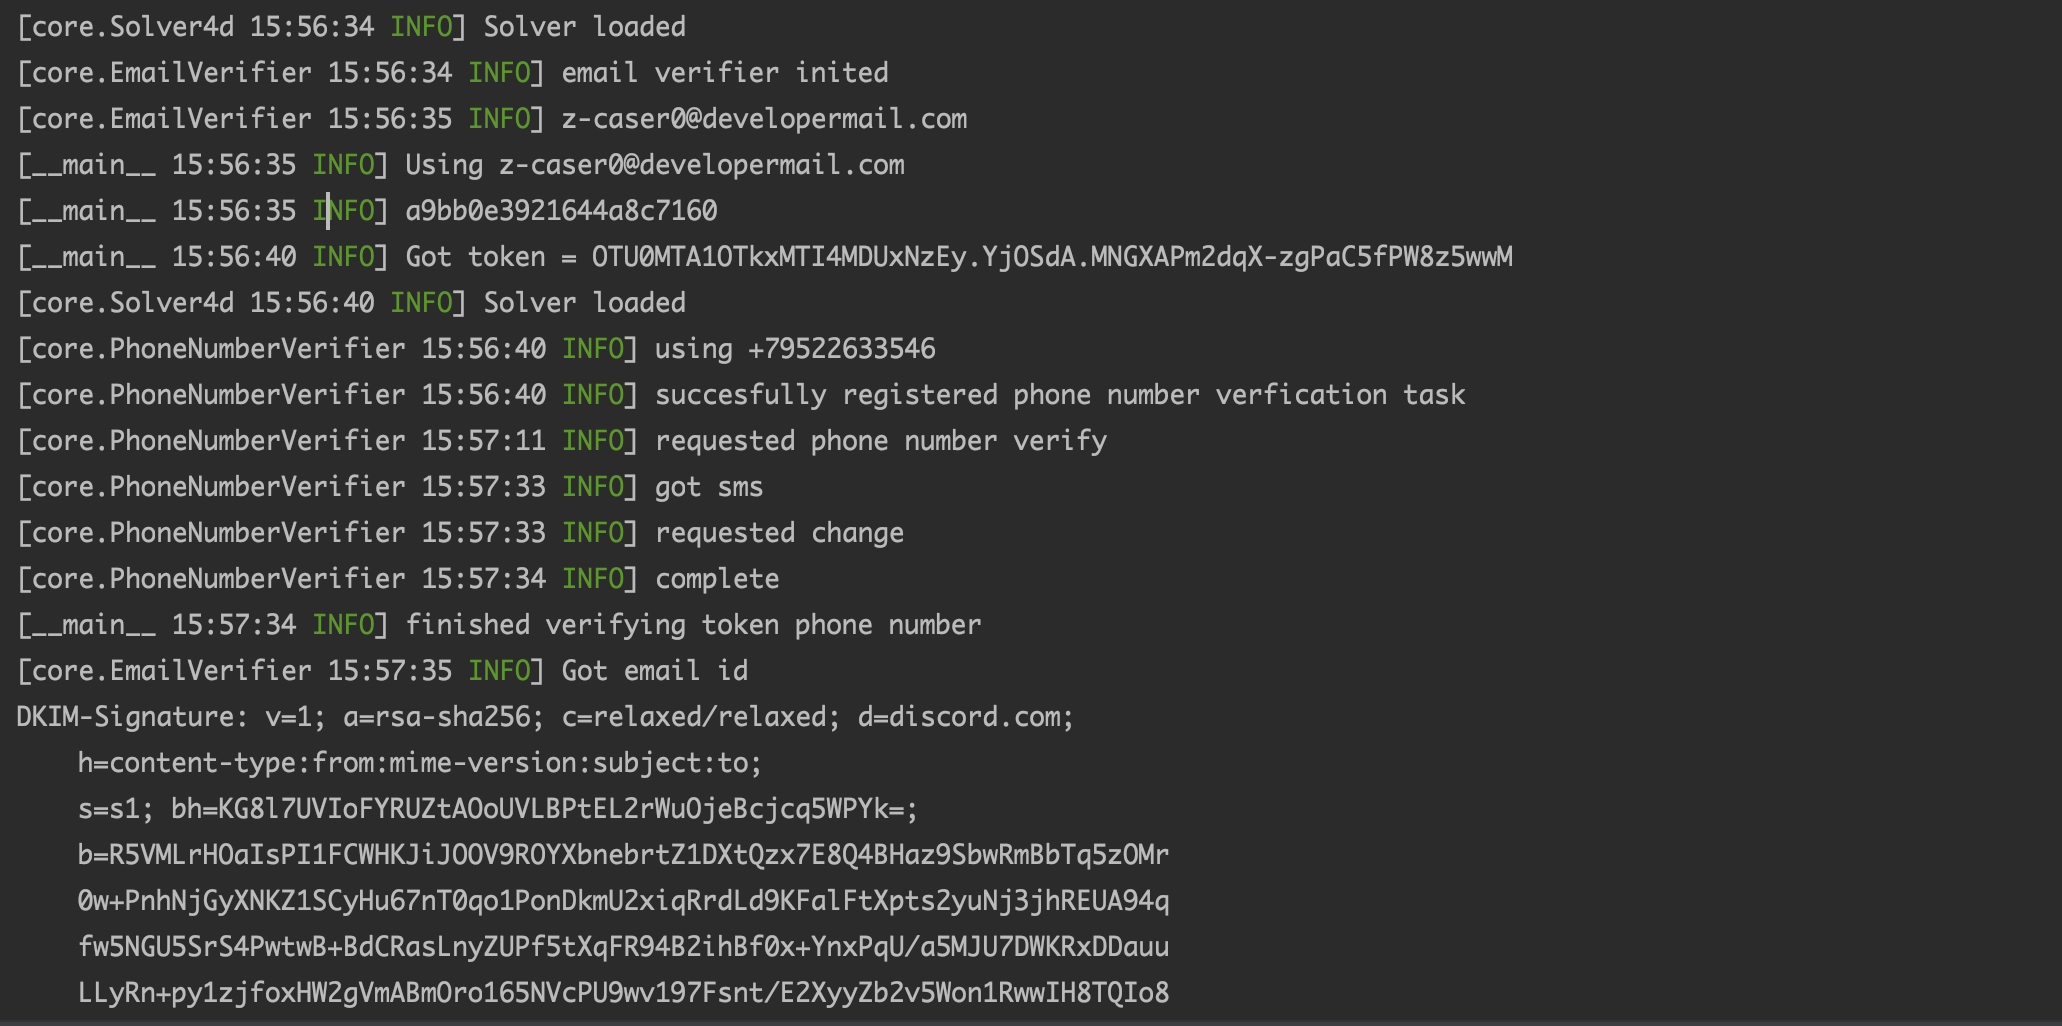 [core.Solver4d 15:56:34 INFO] Solver loaded
[core.EmailVerifier 15:56:34 INFO] email verifier inited
[core.EmailVerifier 15:56:35 INFO] z-caser0@developermail.com
[__main__ 15:56:35 INFO] Using z-caser0@developermail.com
[__main__ 15:56:35 INFO] a9bb0e3921644a8c7160
[__main__ 15:56:40 INFO] Got token = OTU0MTA1OTkxMTI4MDUxNzEy.YjOSdA.MNGXAPm2dqX-zgPaC5fPW8z5wwM
[core.Solver4d 15:56:40 INFO] Solver loaded
[core.PhoneNumberVerifier 15:56:40 INFO] using +79522633546
[core.PhoneNumberVerifier 15:56:40 INFO] succesfully registered phone number verfication task
[core.PhoneNumberVerifier 15:57:11 INFO] requested phone number verify
[core.PhoneNumberVerifier 15:57:33 INFO] got sms
[core.PhoneNumberVerifier 15:57:33 INFO] requested change
[core.PhoneNumberVerifier 15:57:34 INFO] complete
[__main__ 15:57:34 INFO] finished verifying token phone number
[core.EmailVerifier 15:57:35 INFO] Got email id
DKIM-Signature: v=1; a=rsa-sha256; c=relaxed/relaxed; d=discord.com;
h=content-type:from:mime-version:subject:to;
s=s1; bh=KG8l7UVIoFYRUZtAOoUVLBPtEL2rWuOjeBcjcq5WPYk=;
b=R5VMLrHOaIsPI1FCWHKJiJOOV9ROYXbnebrtZ1DXtQzx7E8Q4BHaz9SbwRmBbTq5zOMr
0w+PnhNjGyXNKZ1SCyHu67nT0qo1PonDkmU2xiqRrdLd9KFalFtXpts2yuNj3jhREUA94q
fw5NGU5SrS4PwtwB+BdCRasLnyZUPf5tXqFR94B2ihBf0x+YnxPqU/a5MJU7DWKRxDDauu
LLyRn+py1zjfoxHW2gVmABmOro165NVcPU9wv197Fsnt/E2XyyZb2v5Won1RwwIH8TQIo8